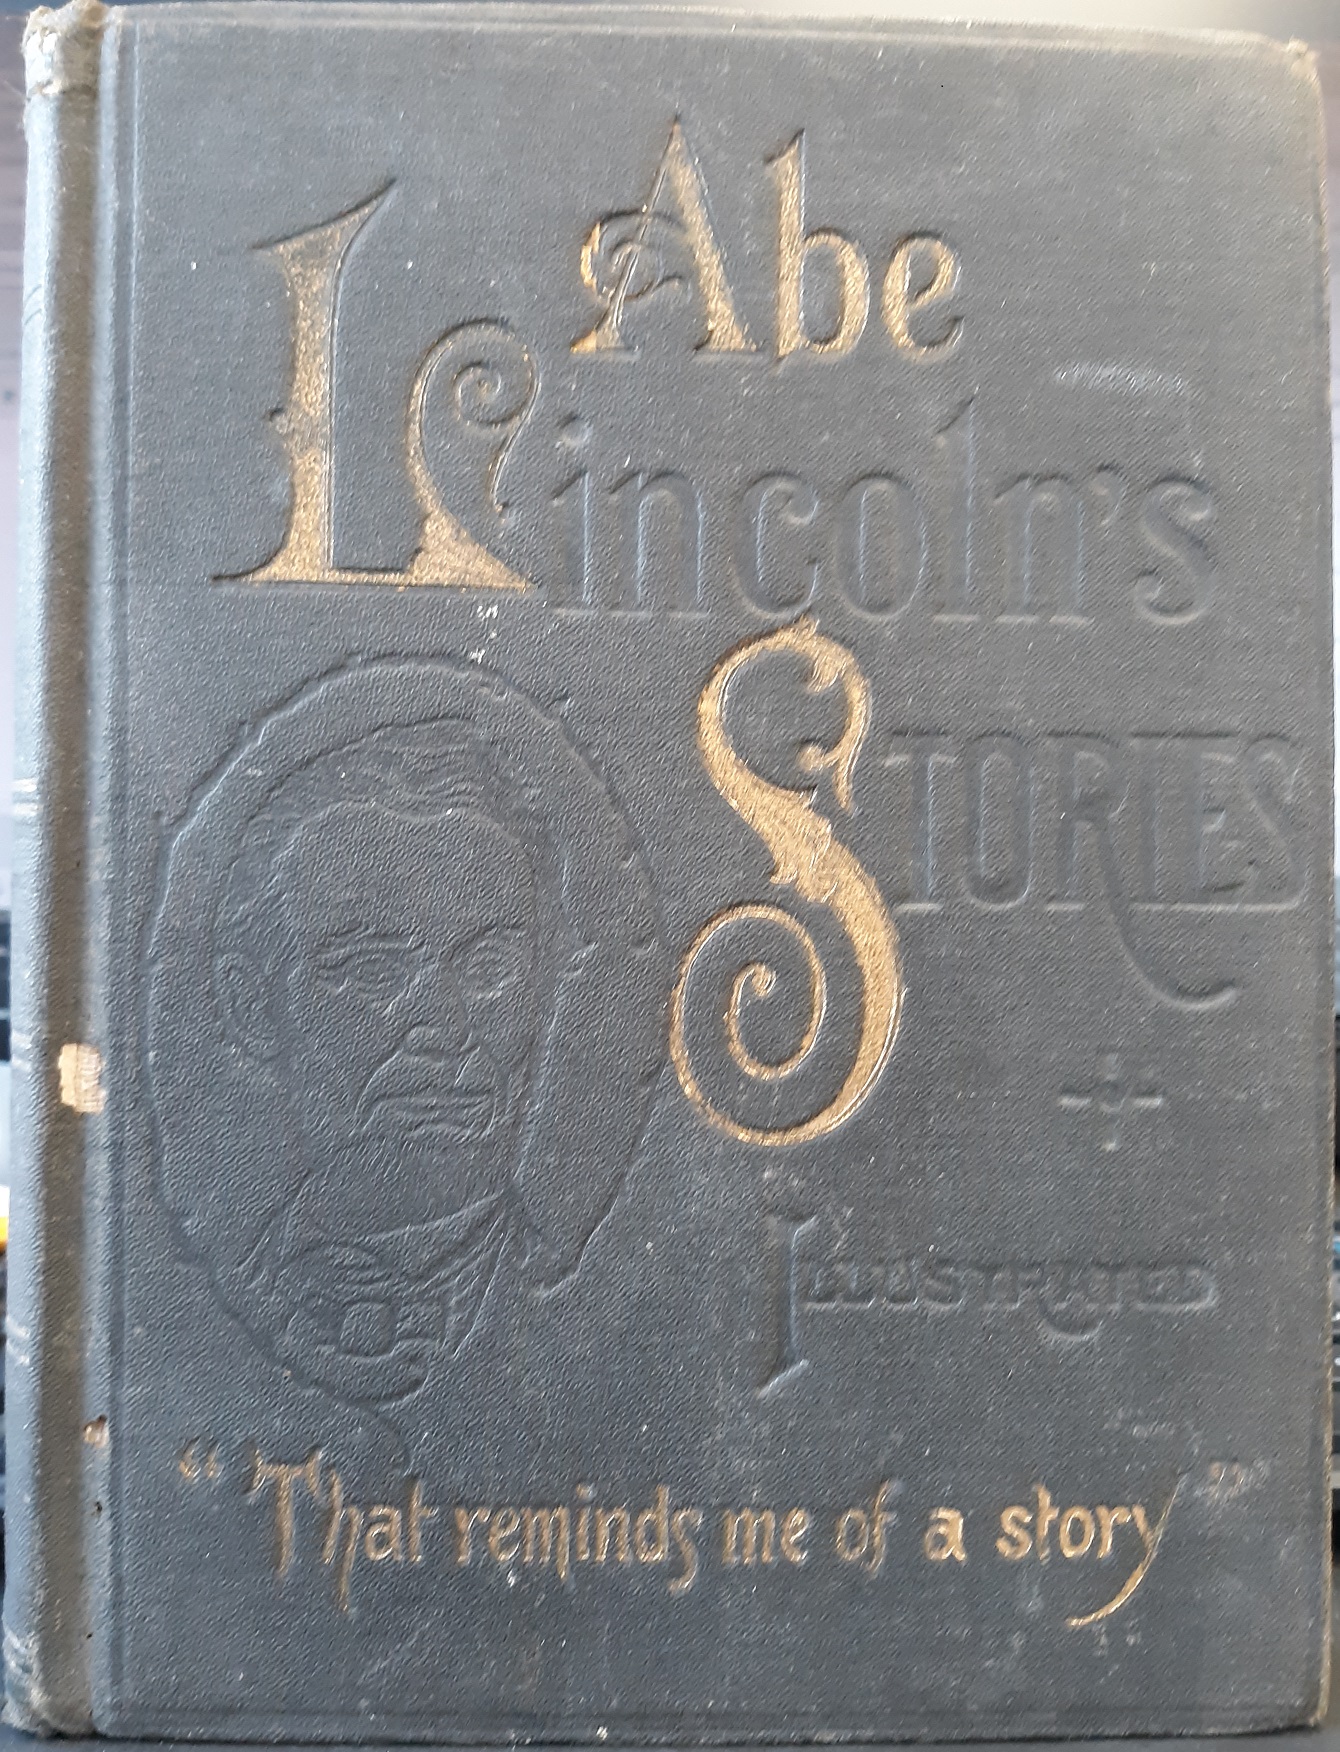 Abe
Lincoln's
STORIES
ILLUSTRATED
"That reminds me of a story"